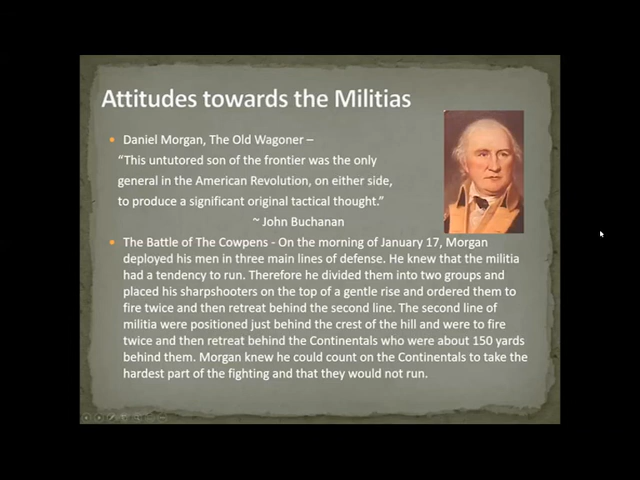 Attitudes towards the Militias
Daniel Morgan, The Old Wagoner –
“This untutored son of the frontier was the only
general in the American Revolution, on either side,
to produce a significant original tactical thought.”
~ John Buchanan
The Battle of The Cowpens - On the morning of January 17, Morgan
deployed his men in three main lines of defense. He knew that the militia
had a tendency to run. Therefore he divided them into two groups and
placed his sharpshooters on the top of a gentle rise and ordered them to
fire twice and then retreat behind the second line. The second line of
militia were positioned just behind the crest of the hill and were to fire
twice and then retreat behind the Continentals who were about 150 yards
behind them. Morgan knew he could count on the Continentals to take the
hardest part of the fighting and that they would not run.